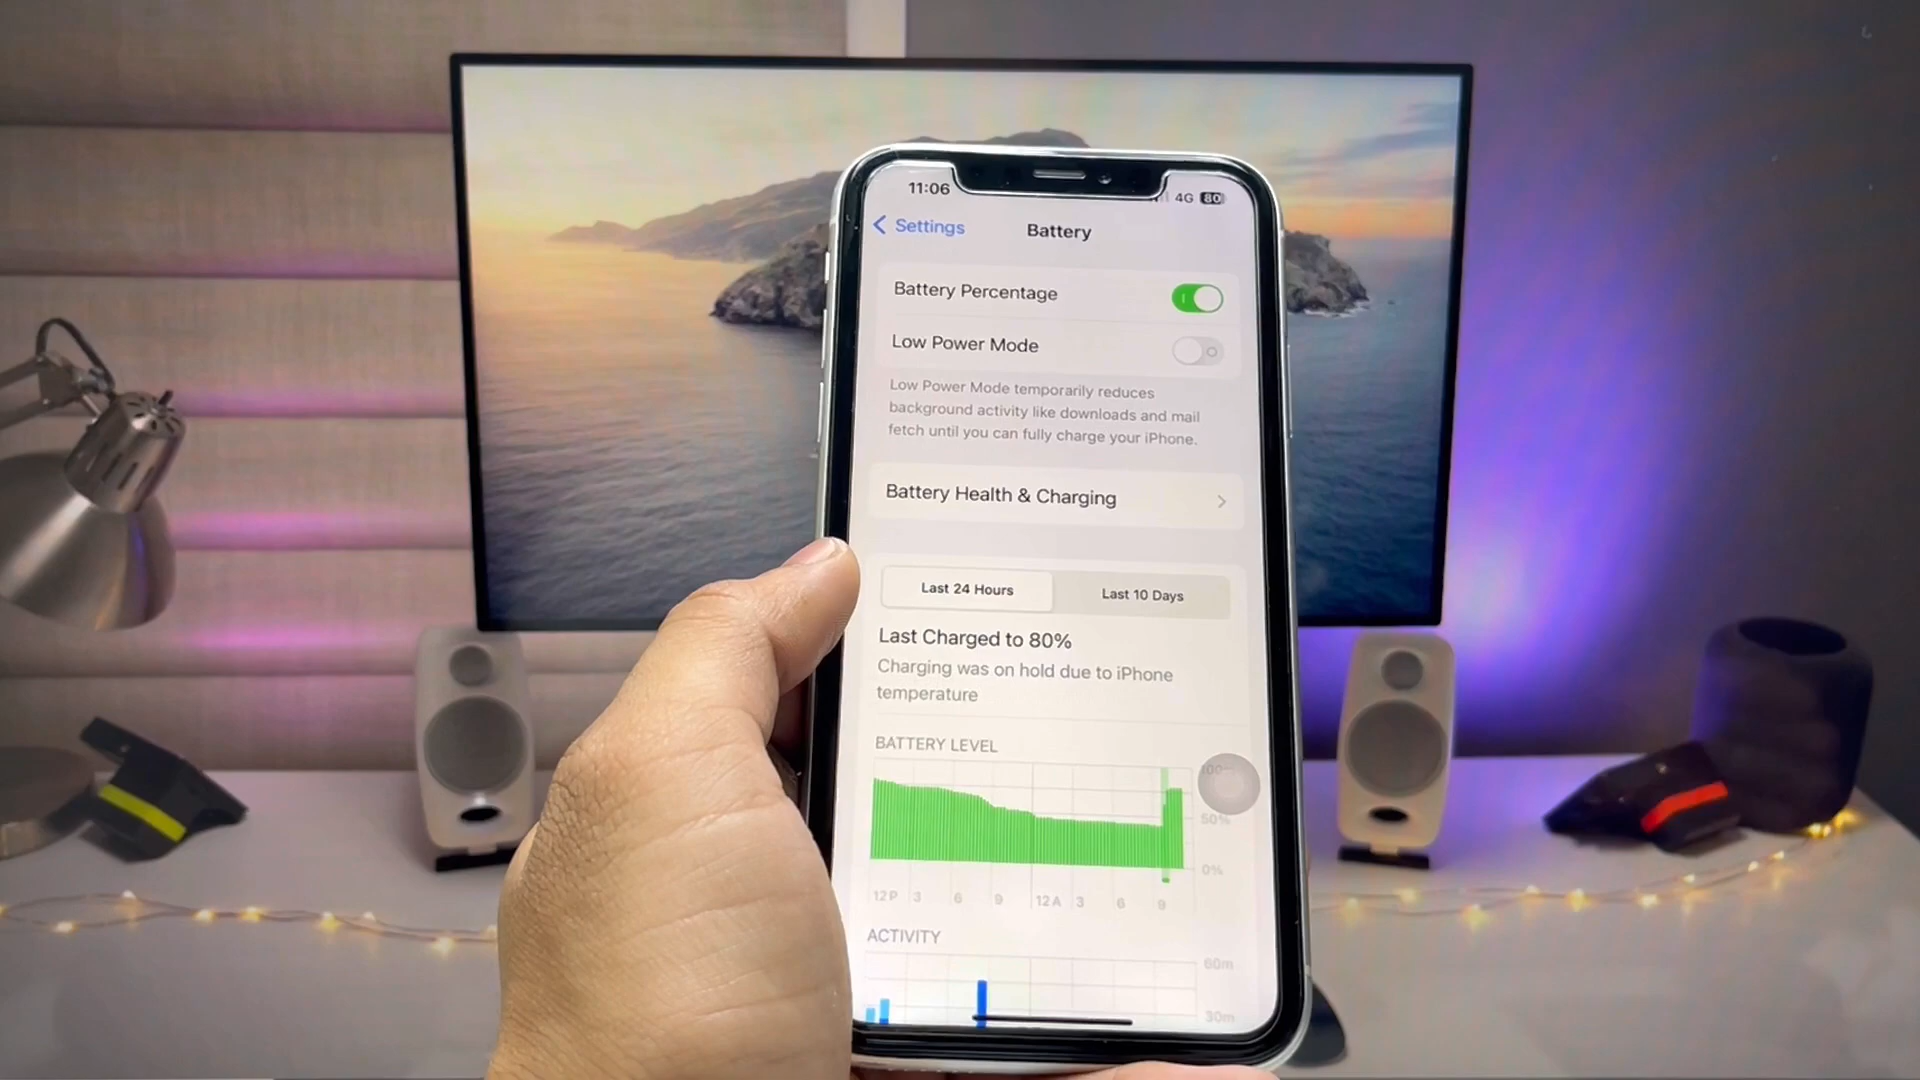 11:06
4G 80
Settings
Battery
Battery Percentage
Low Power Mode
Low Power Mode temporarily reduces
background activity like downloads and mail
fetch until you can fully charge your iPhone.
Battery Health & Charging
Last 24 Hours
Last 10 Days
Last Charged to 80%
Charging was on hold due to iPhone
temperature
BATTERY LEVEL
100%
50%
0%
12P 3 6 9 12A 3 6 9
ACTIVITY
60m
30m